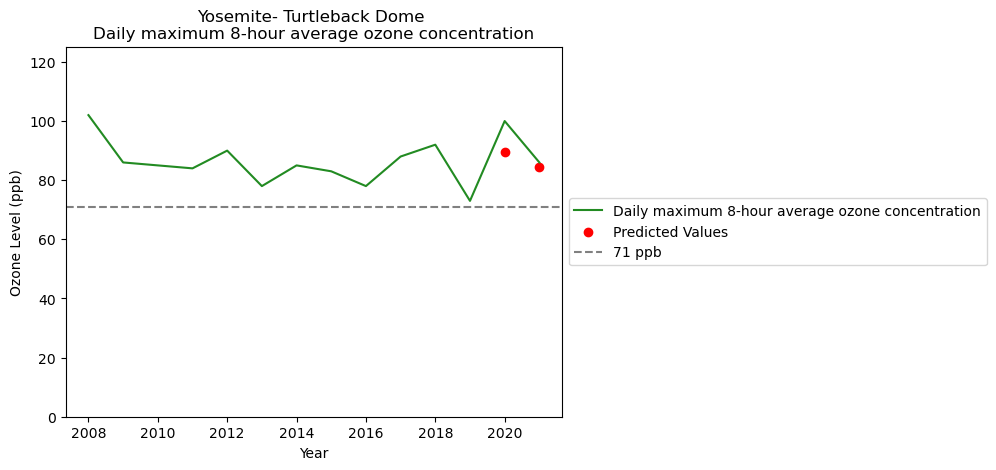 Yosemite- Turtleback Dome
Daily maximum 8-hour average ozone concentration
120
100
80
60
40
20
0
Ozone Level (ppb)
2008 2010 2012 2014 2016 2018 2020
Year
Daily maximum 8-hour average ozone concentration
Predicted Values
71 ppb